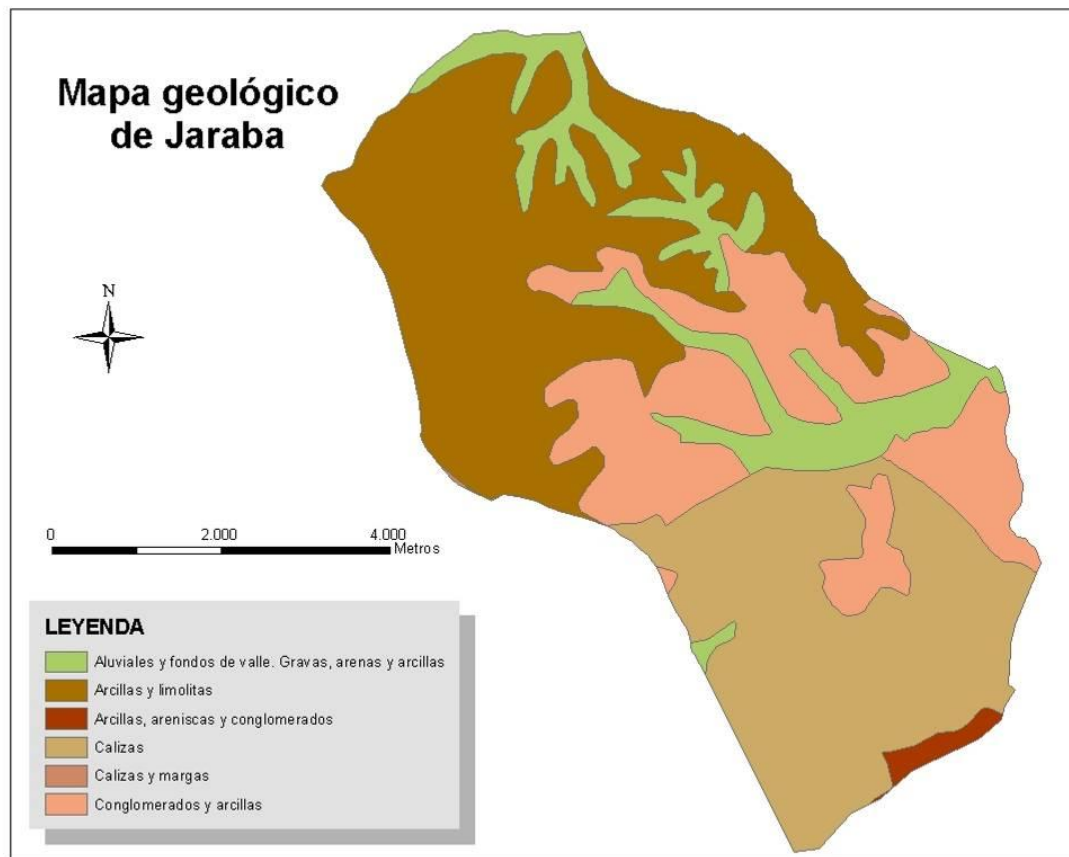 Mapa geológico
de Jaraba
N
0 2.000 4.000
Metros
LEYENDA
Aluviales y fondos de valle. Gravas, arenas y arcillas
Arcillas y limolitas
Arcillas, areniscas y conglomerados
Calizas
Calizas y margas
Conglomerados y arcillas